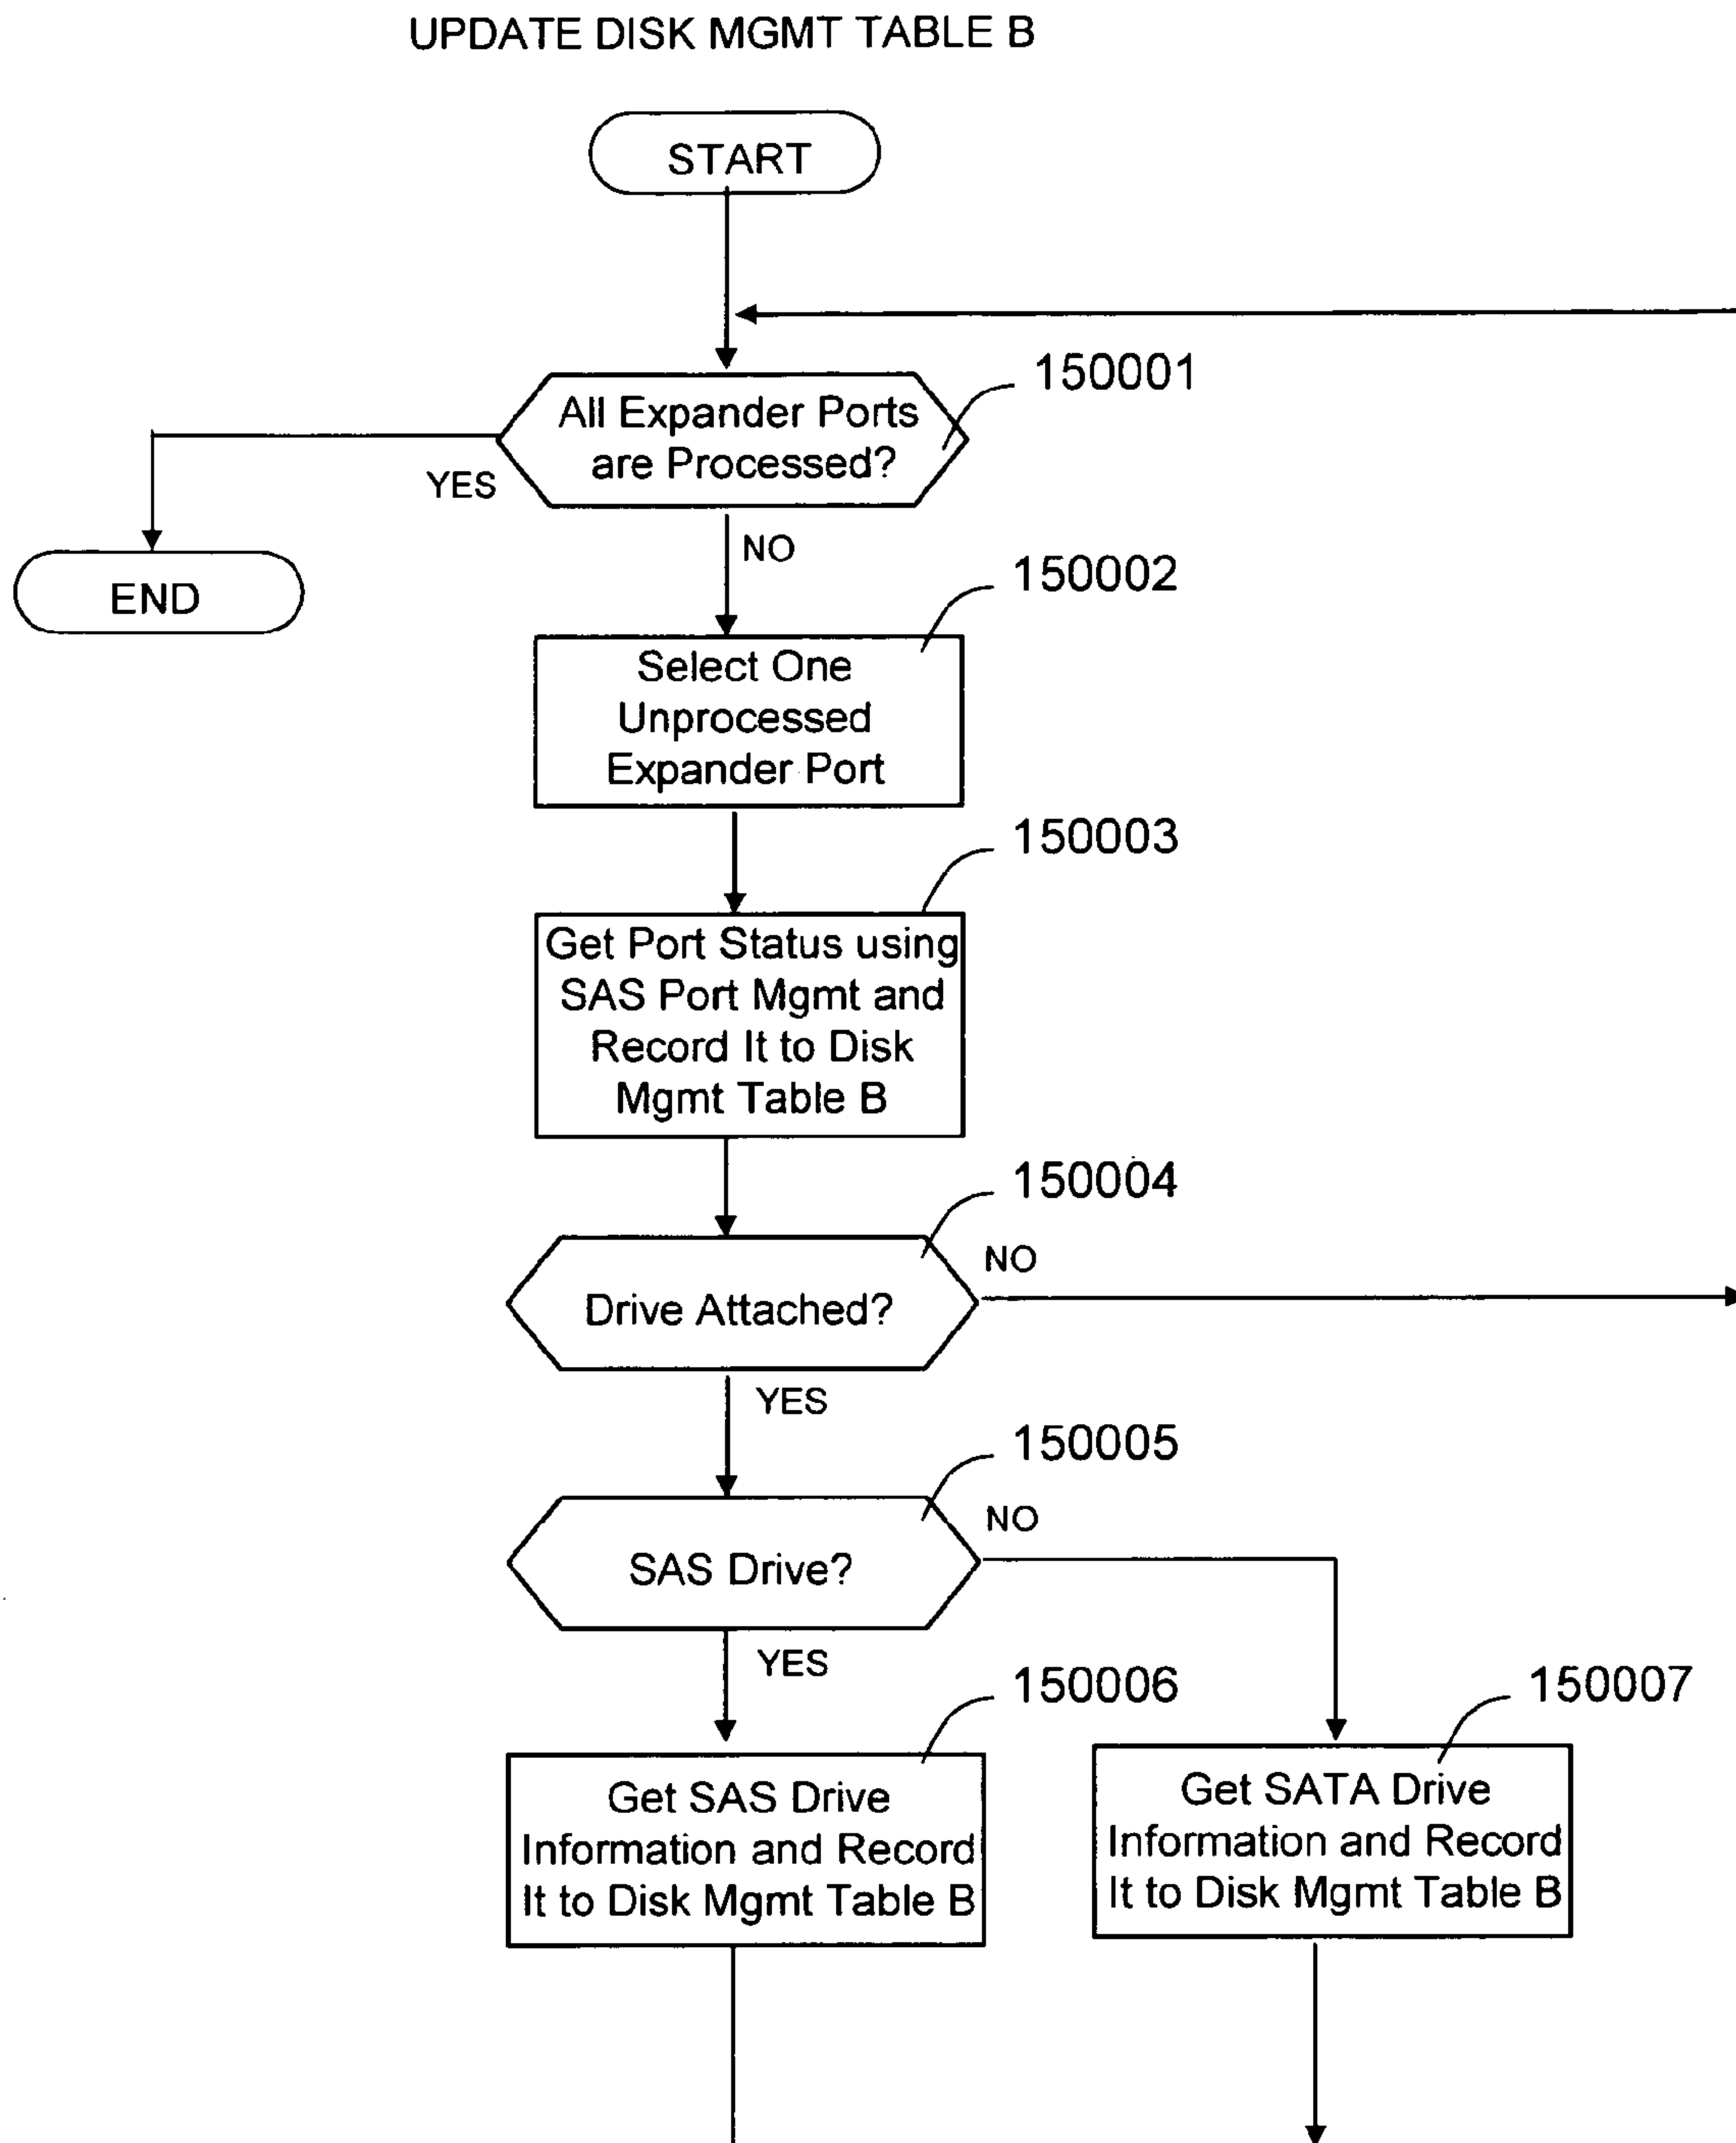 UPDATE DISK MGMT TABLE B
START
150001
All Expander Ports
are Processed?
YES
NO
END
150002
Select One
Unprocessed
Expander Port
150003
Get Port Status using
SAS Port Mgmt and
Record It to Disk
Mgmt Table B
150004
NO
Drive Attached?
YES
150005
NO
SAS Drive?
YES
150006
150007
Get SAS Drive
Information and Record
It to Disk Mgmt Table B
Get SATA Drive
Information and Record
It to Disk Mgmt Table B